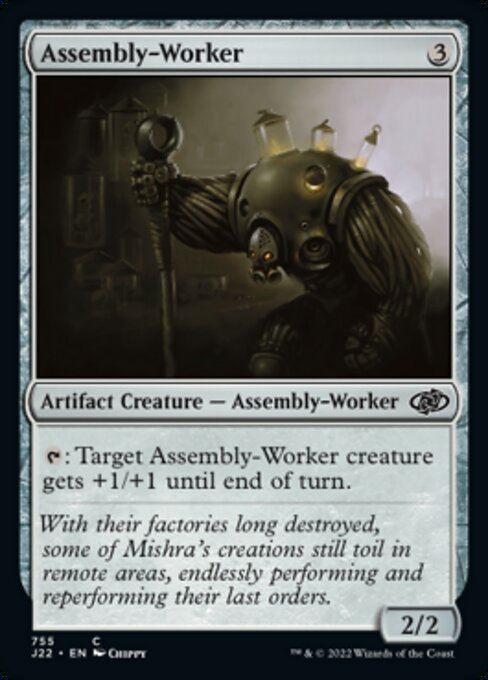 Assembly-Worker 3
Artifact Creature — Assembly-Worker
: Target Assembly-Worker creature
gets +1/+1 until end of turn.
With their factories long destroyed,
some of Mishra's creations still toil in
remote areas, endlessly performing and
reperforming their last orders.
2/2
755 C
J22 • EN CHIPPY
™ & © 2022 Wizards of the Coast